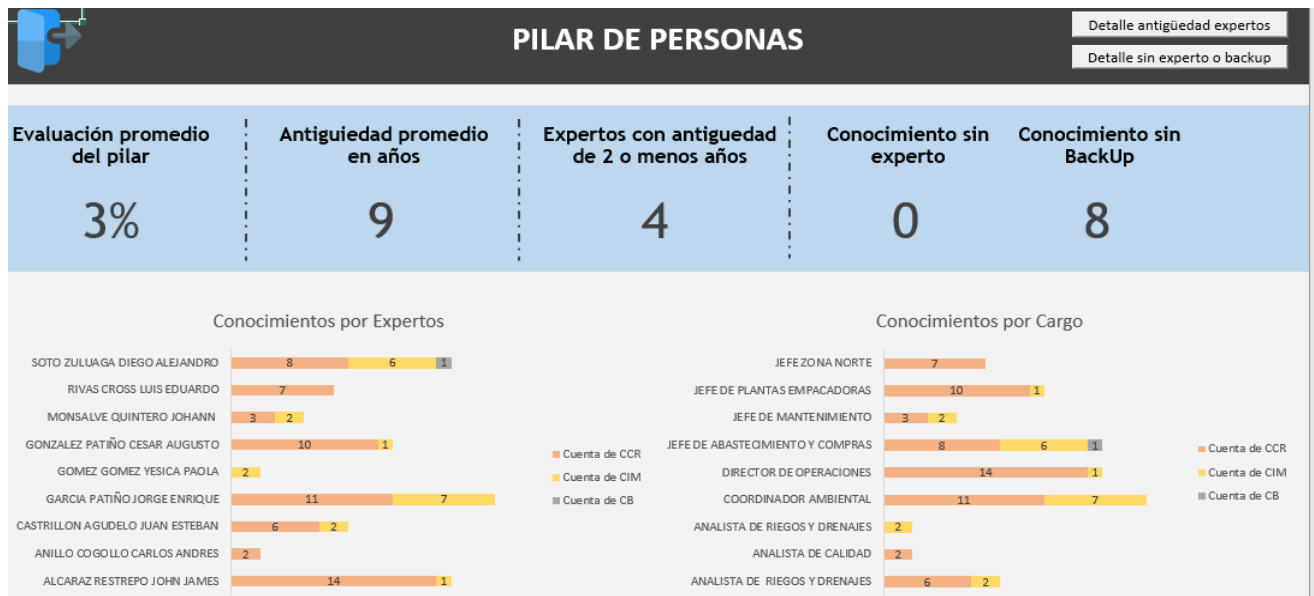 PILAR DE PERSONAS
Detalle antigüedad expertos
Detalle sin experto o backup
Evaluación promedio
del pilar
3%
Antiguiedad promedio
en años
9
Expertos con antiguedad
de 2 o menos años
4
Conocimiento sin
experto
0
Conocimiento sin
BackUp
8
Conocimientos por Expertos
SOTO ZULUAGA DIEGO ALEJANDRO 8 6 1
RIVAS CROSS LUIS EDUARDO 7
MONSALVE QUINTERO JOHANN 3 2
GONZALEZ PATIÑO CESAR AUGUSTO 10 1
GOMEZ GOMEZ YESICA PAOLA 2
GARCIA PATIÑO JORGE ENRIQUE 11 7
CASTRILLON AGUDELO JUAN ESTEBAN 6 2
ANILLO COGOLLO CARLOS ANDRES 2
ALCARAZ RESTREPO JOHN JAMES 14 1
Cuenta de CCR
Cuenta de CIM
Cuenta de CB
Conocimientos por Cargo
JEFE ZONA NORTE 7
JEFE DE PLANTAS EMPACADORAS 10 1
JEFE DE MANTENIMIENTO 3 2
JEFE DE ABASTECIMIENTO Y COMPRAS 8 6 1
DIRECTOR DE OPERACIONES 14 1
COORDINADOR AMBIENTAL 11 7
ANALISTA DE RIEGOS Y DRENAJES 2
ANALISTA DE CALIDAD 2
ANALISTA DE RIEGOS Y DRENAJES 6 2
Cuenta de CCR
Cuenta de CIM
Cuenta de CB